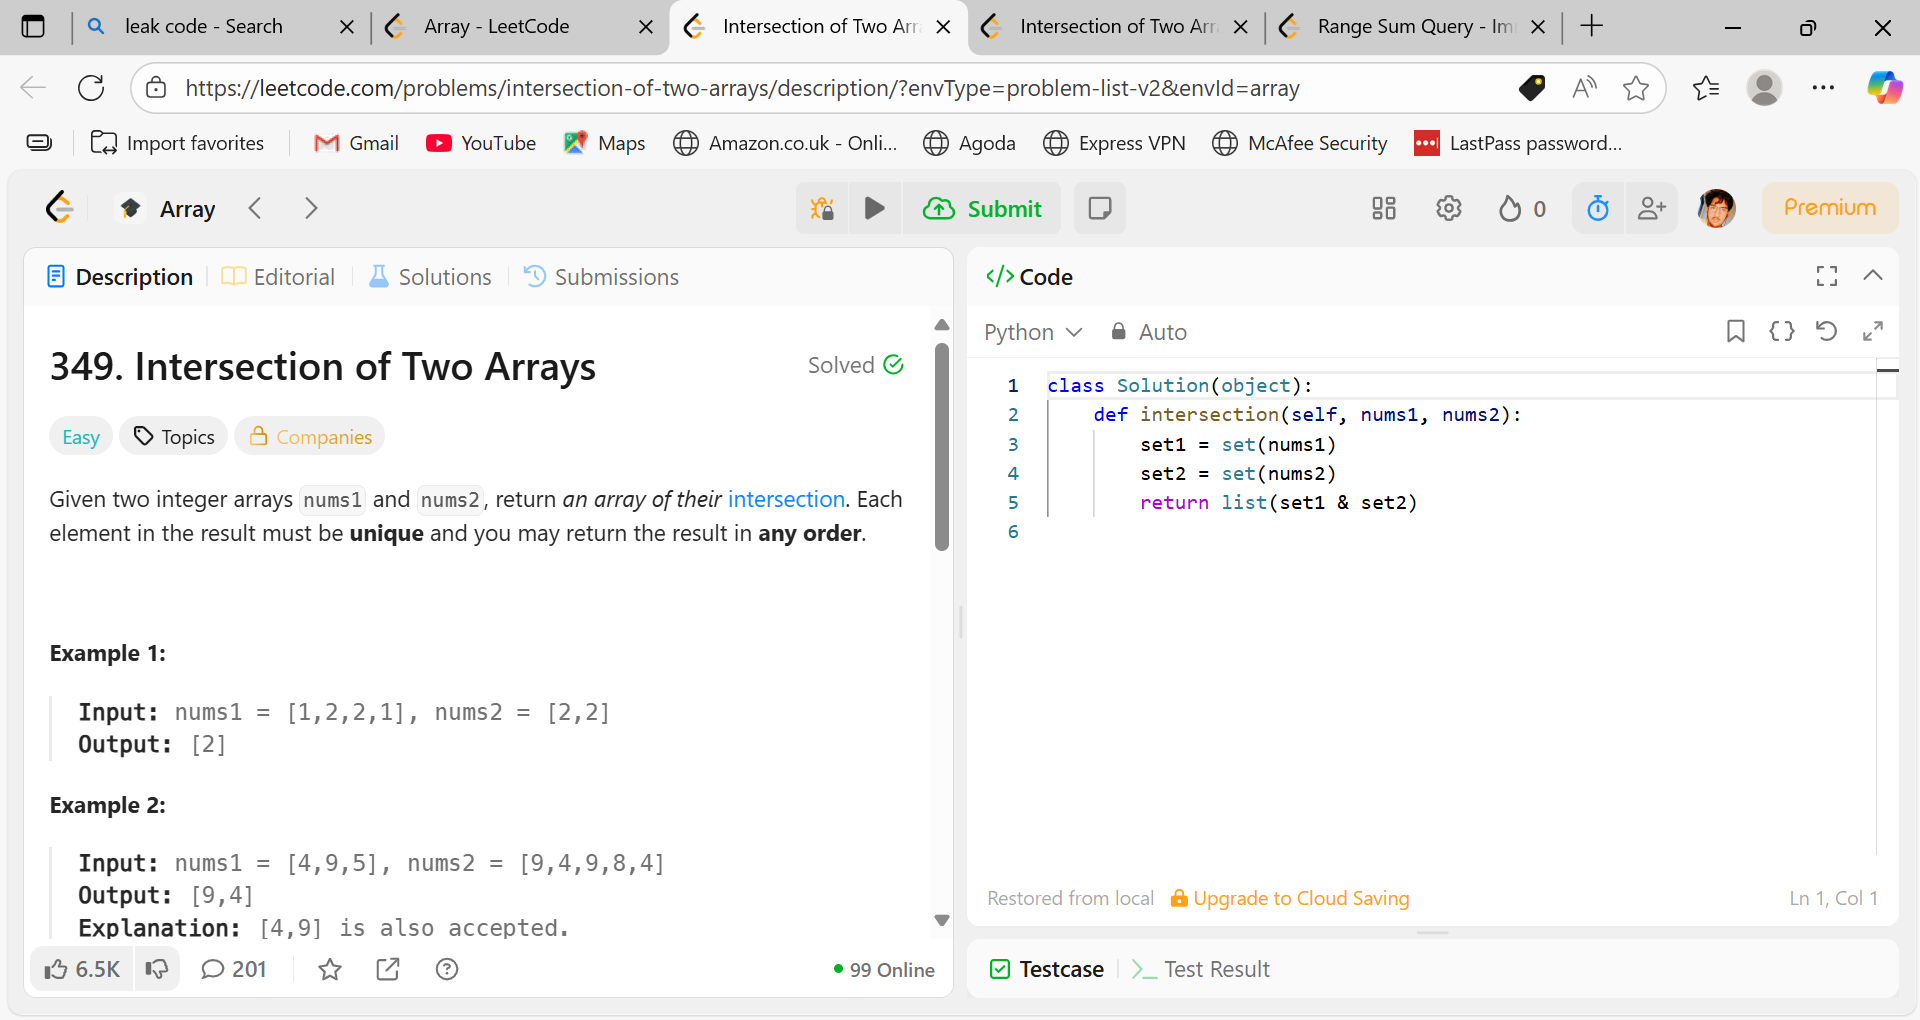 leak code - Search
Array - LeetCode
Intersection of Two Arr
Intersection of Two Arr
Range Sum Query - Im
https://leetcode.com/problems/intersection-of-two-arrays/description/?envType=problem-list-v2&envId=array
Import favorites
Gmail
YouTube
Maps
Amazon.co.uk - Onli...
Agoda
Express VPN
McAfee Security
LastPass password...
Array
Submit
0
Premium
Description
Editorial
Solutions
Submissions
349. Intersection of Two Arrays
Solved
Easy
Topics
Companies
Given two integer arrays nums1 and nums2, return an array of their intersection. Each
element in the result must be unique and you may return the result in any order.
Example 1:
Input: nums1 = [1,2,2,1], nums2 = [2,2]
Output: [2]
Example 2:
Input: nums1 = [4,9,5], nums2 = [9,4,9,8,4]
Output: [9,4]
Explanation: [4,9] is also accepted.
6.5K
201
99 Online
</> Code
Python
Auto
1 class Solution(object):
2     def intersection(self, nums1, nums2):
3         set1 = set(nums1)
4         set2 = set(nums2)
5         return list(set1 & set2)
6
Restored from local
Upgrade to Cloud Saving
Ln 1, Col 1
Testcase
Test Result